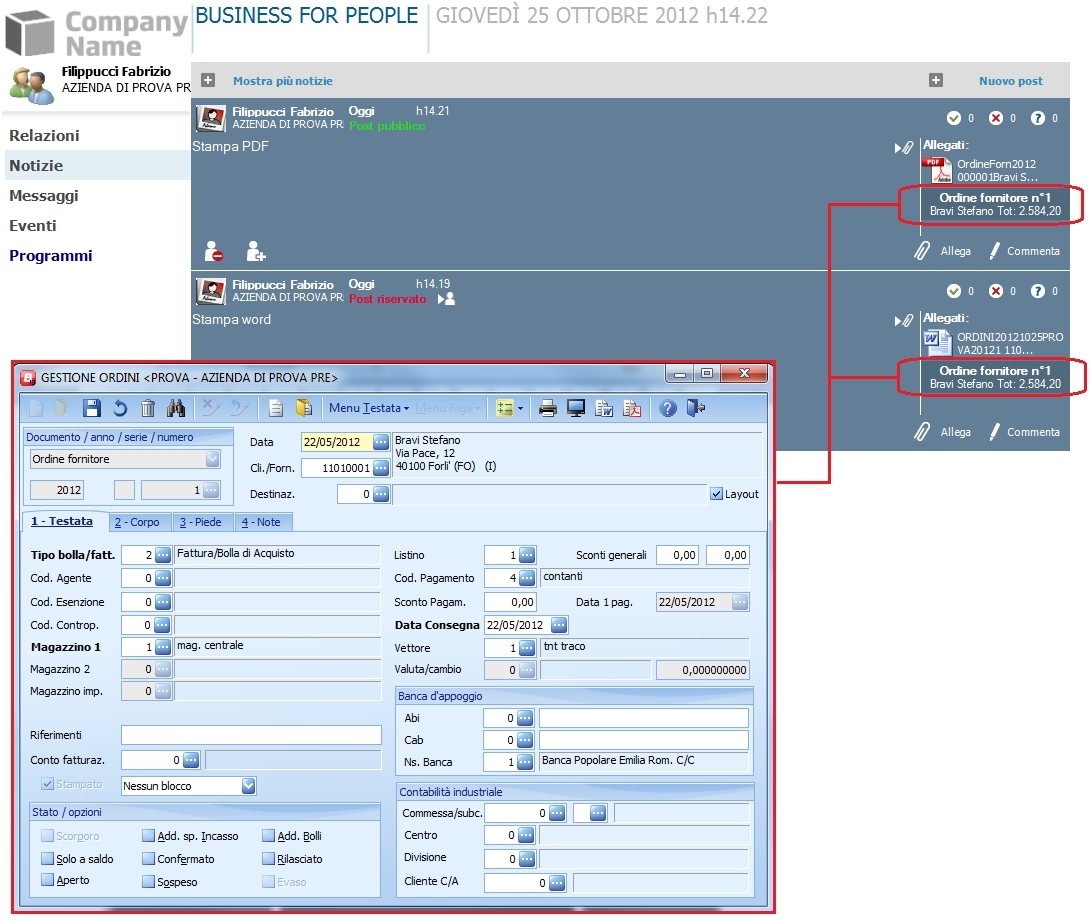 Company
Name
BUSINESS FOR PEOPLE
GIOVEDÌ 25 OTTOBRE 2012 h14.22
Filippucci Fabrizio
AZIENDA DI PROVA PR
Relazioni
Notizie
Messaggi
Eventi
Programmi
Mostra più notizie
Nuovo post
Filippucci Fabrizio Oggi h14.21
AZIENDA DI PROVA PR Post pubblico
0 0 0
Stampa PDF
Allegati:
OrdineForn2012
000001Bravi S...
Ordine fornitore n°1
Bravi Stefano Tot: 2.584,20
Allega Commenta
Filippucci Fabrizio Oggi h14.19
AZIENDA DI PROVA PR Post riservato
0 0 0
Stampa word
Allegati:
ORDINI20121025PRO
VA20121 110...
Ordine fornitore n°1
Bravi Stefano Tot: 2.584,20
Allega Commenta
GESTIONE ORDINI <PROVA - AZIENDA DI PROVA PRE>
Menu Testata Menu Riga
Documento / anno / serie / numero
Ordine fornitore
2012 1
Data 22/05/2012
Cli./Forn. 11010001
Destinaz. 0
Bravi Stefano
Via Pace, 12
40100 Forli' (FO) (I)
Layout
1 - Testata 2 - Corpo 3 - Piede 4 - Note
Tipo bolla/fatt. 2 Fattura/Bolla di Acquisto
Cod. Agente 0
Cod. Esenzione 0
Cod. Controp. 0
Magazzino 1 1 mag. centrale
Magazzino 2 0
Magazzino imp. 0
Riferimenti
Conto fatturaz. 0
Stampato Nessun blocco
Stato / opzioni
Scorporo Add. sp. Incasso Add. Bolli
Solo a saldo Confermato Rilasciato
Aperto Sospeso Evaso
Listino 1 Sconti generali 0,00 0,00
Cod. Pagamento 4 contanti
Sconto Pagam. 0,00 Data 1 pag. 22/05/2012
Data Consegna 22/05/2012
Vettore 1 tnt traco
Valuta/cambio 0 0,000000000
Banca d'appoggio
Abi 0
Cab 0
Ns. Banca 1 Banca Popolare Emilia Rom. C/C
Contabilità industriale
Commessa/subc. 0
Centro 0
Divisione 0
Cliente C/A 0